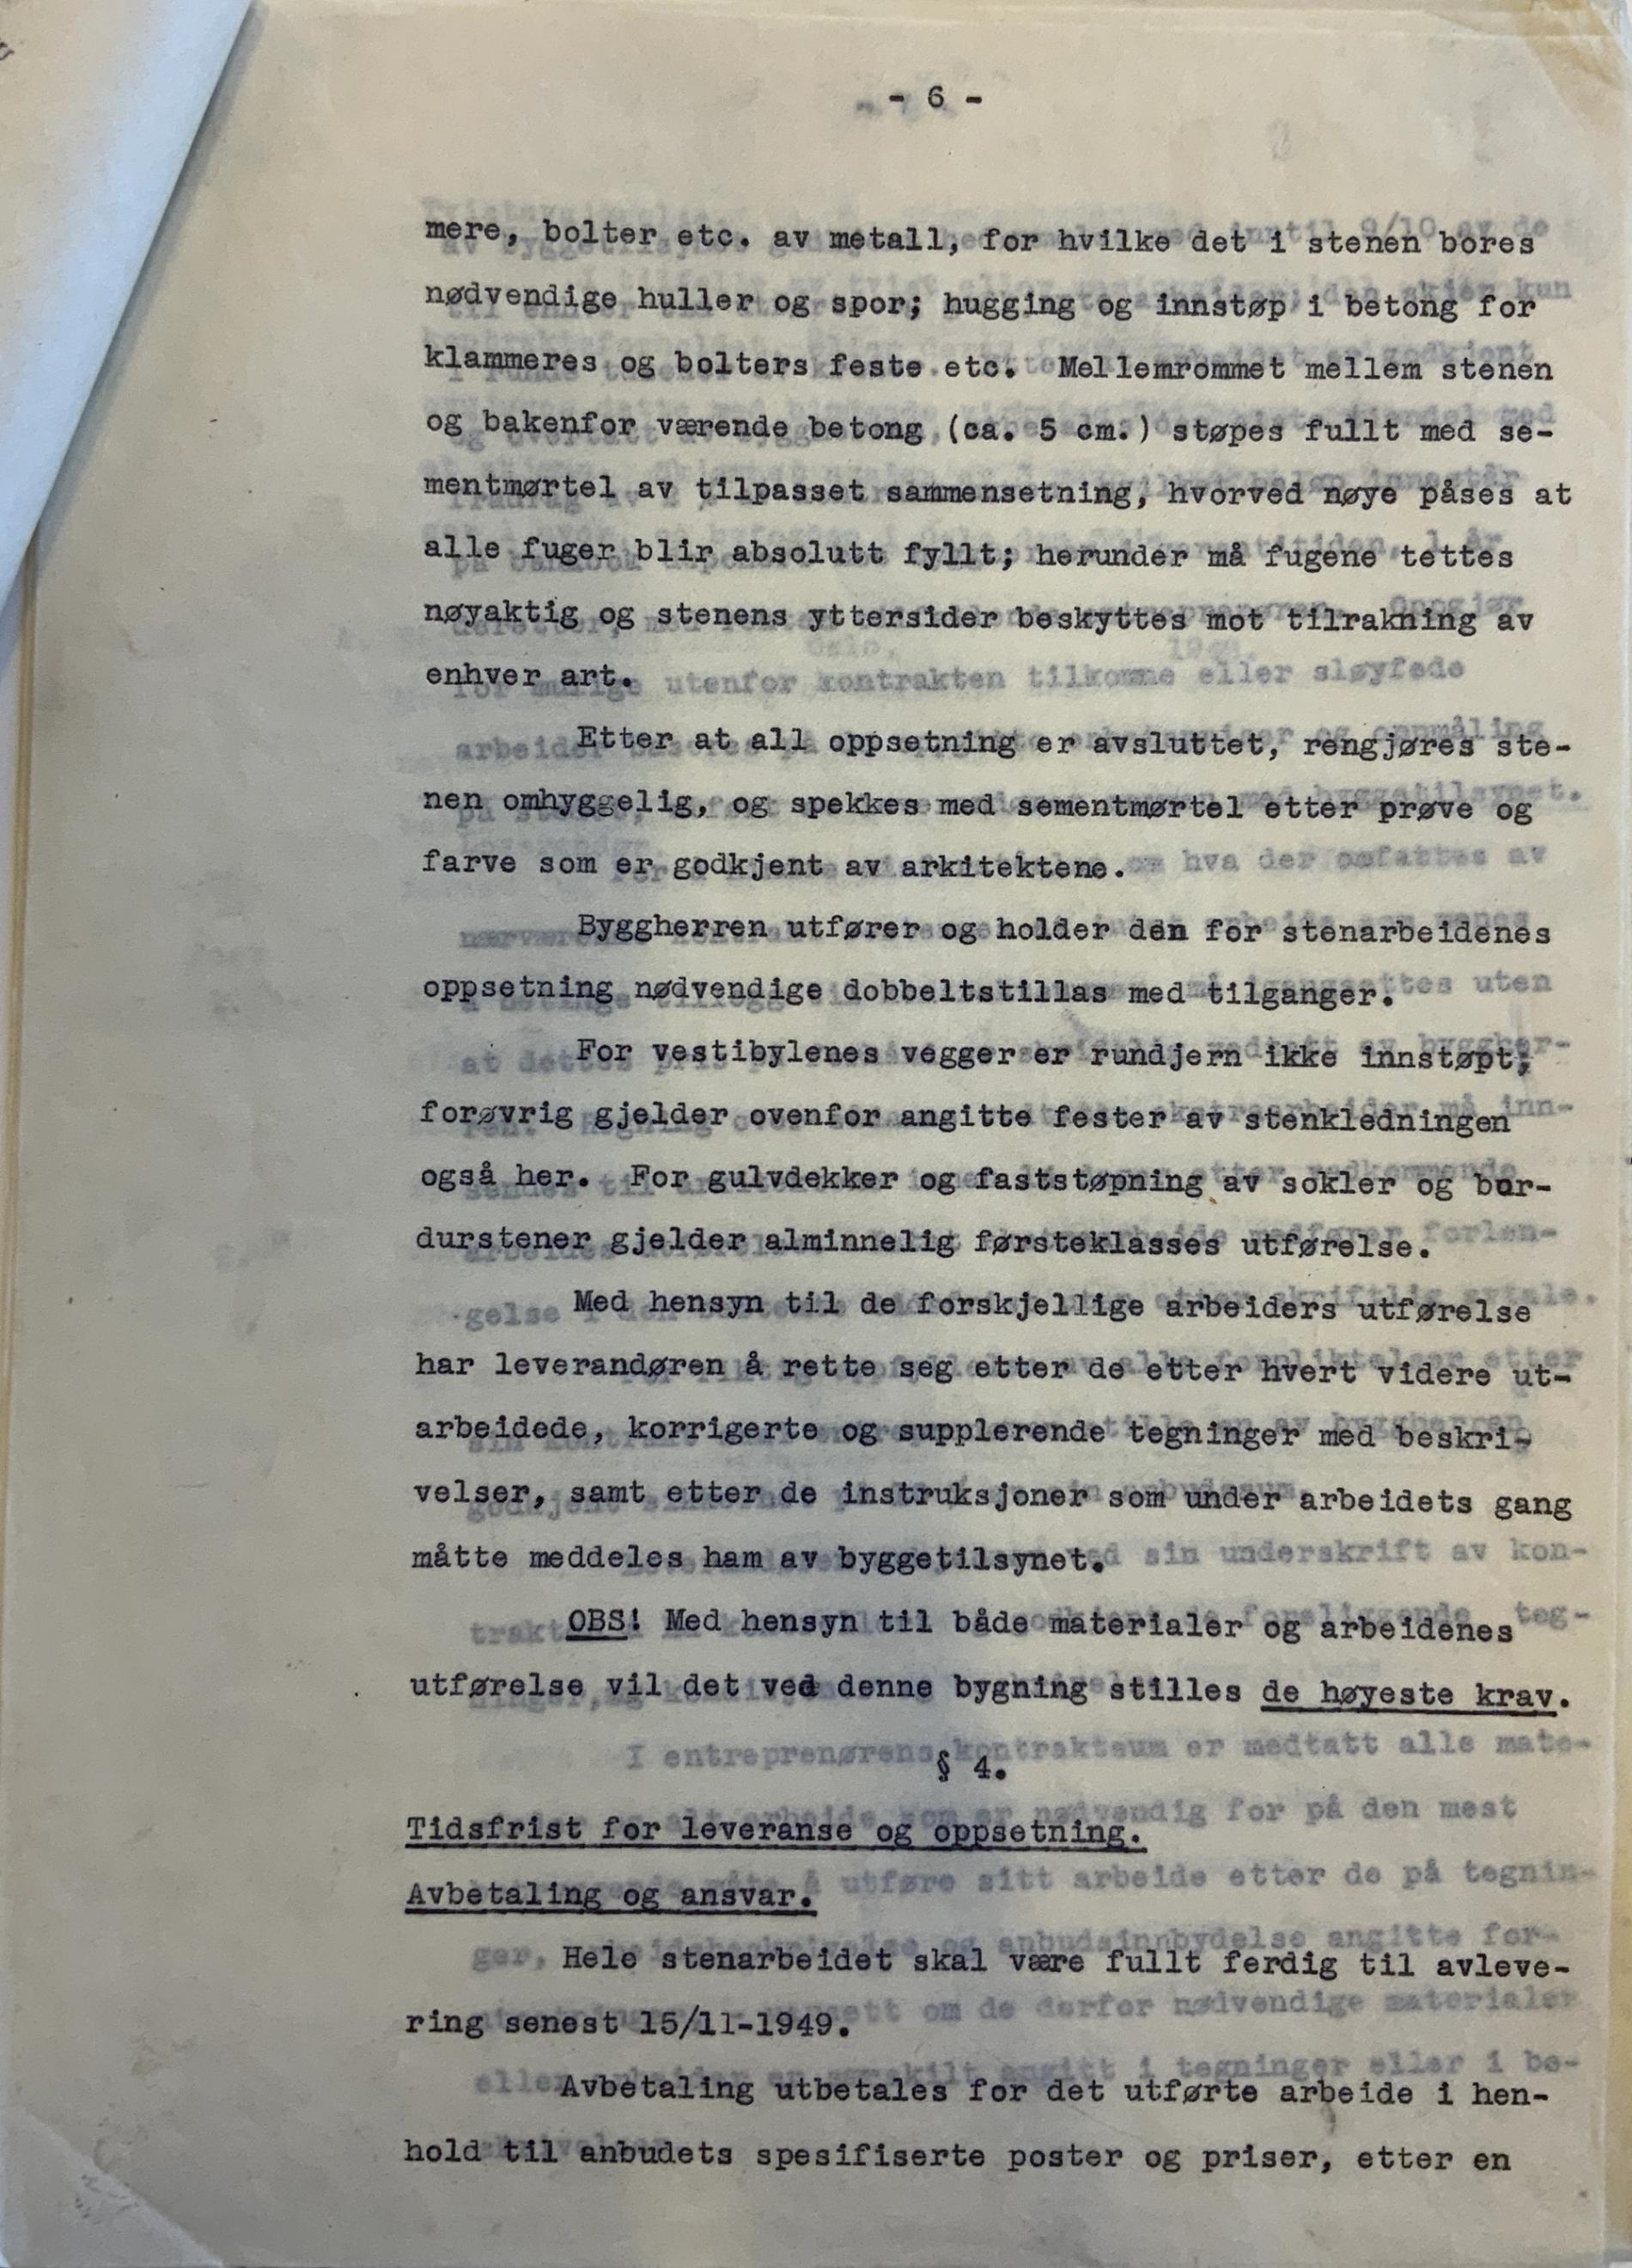 - 6 -
mere, bolter etc. av metall, for hvilke det i stenen bores
nødvendige huller og spor; hugging og innstøp i betong for
klammeres og bolters feste etc. Mellemrommet mellem stenen
og bakenfor værende betong (ca. 5 cm.) støpes fullt med se-
mentmørtel av tilpasset sammensetning, hvorved nøye påses at
alle fuger blir absolutt fyllt; herunder må fugene tettes
nøyaktig og stenens yttersider beskyttes mot tilrakning av
enhver art.
Etter at all oppsetning er avsluttet, rengjøres ste-
nen omhyggelig, og spekkes med sementmørtel etter prøve og
farve som er godkjent av arkitektene.
Byggherren utfører og holder den for stenarbeidenes
oppsetning nødvendige dobbeltstillas med tilganger.
For vestibylenes vegger er rundjern ikke innstøpt;
forøvrig gjelder ovenfor angitte fester av stenkledningen
også her. For gulvdekker og faststøpning av sokler og bor-
durstener gjelder alminnelig førsteklasses utførelse.
Med hensyn til de forskjellige arbeiders utførelse
har leverandøren å rette seg etter de etter hvert videre ut-
arbeidede, korrigerte og supplerende tegninger med beskri-
velser, samt etter de instruksjoner som under arbeidets gang
måtte meddeles ham av byggetilsynet.
OBS! Med hensyn til både materialer og arbeidenes
utførelse vil det ved denne bygning stilles de høyeste krav.
§ 4.
Tidsfrist for leveranse og oppsetning.
Avbetaling og ansvar.
Hele stenarbeidet skal være fullt ferdig til avleve-
ring senest 15/11-1949.
Avbetaling utbetales for det utførte arbeide i hen-
hold til anbudets spesifiserte poster og priser, etter en